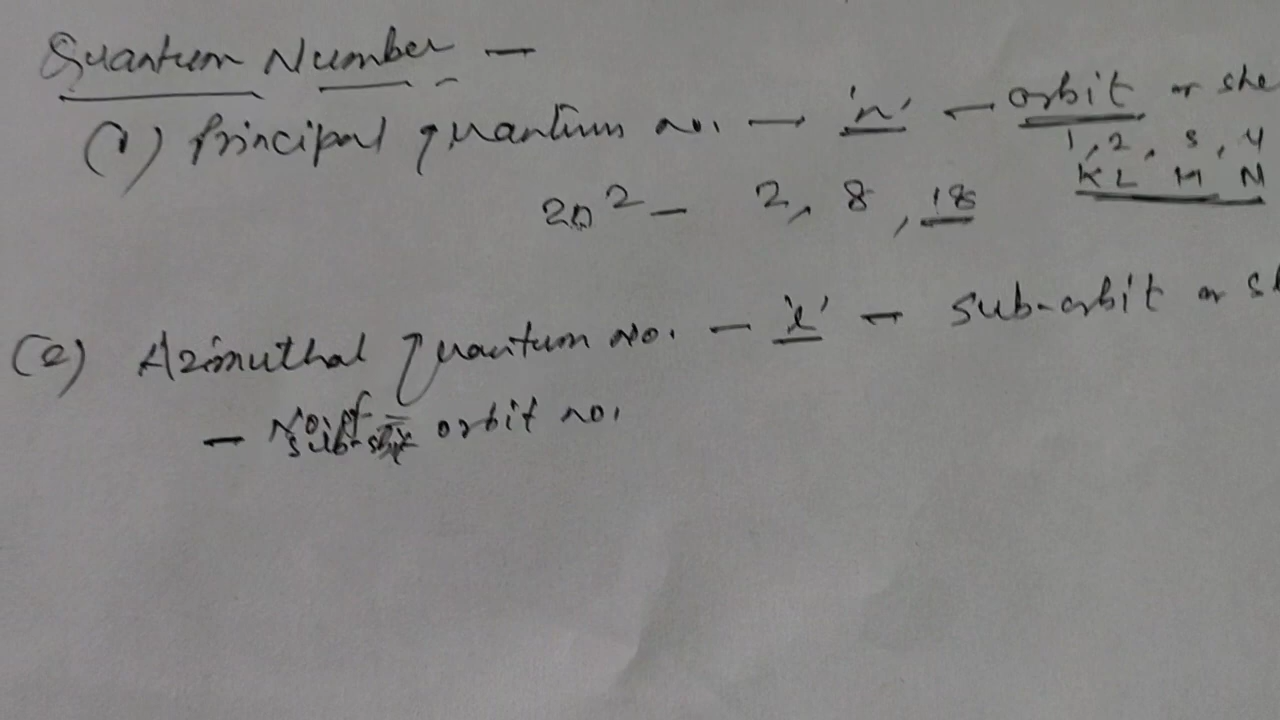 Quantum Number -
(1) Principal quantum no. - 'n' - orbit or she
1, 2, 3, 4
K L M N
2n² - 2, 8, 18
(2) Azimuthal quantum no. - 'l' - sub-orbit or sh
- No. of = orbit no.
sub-